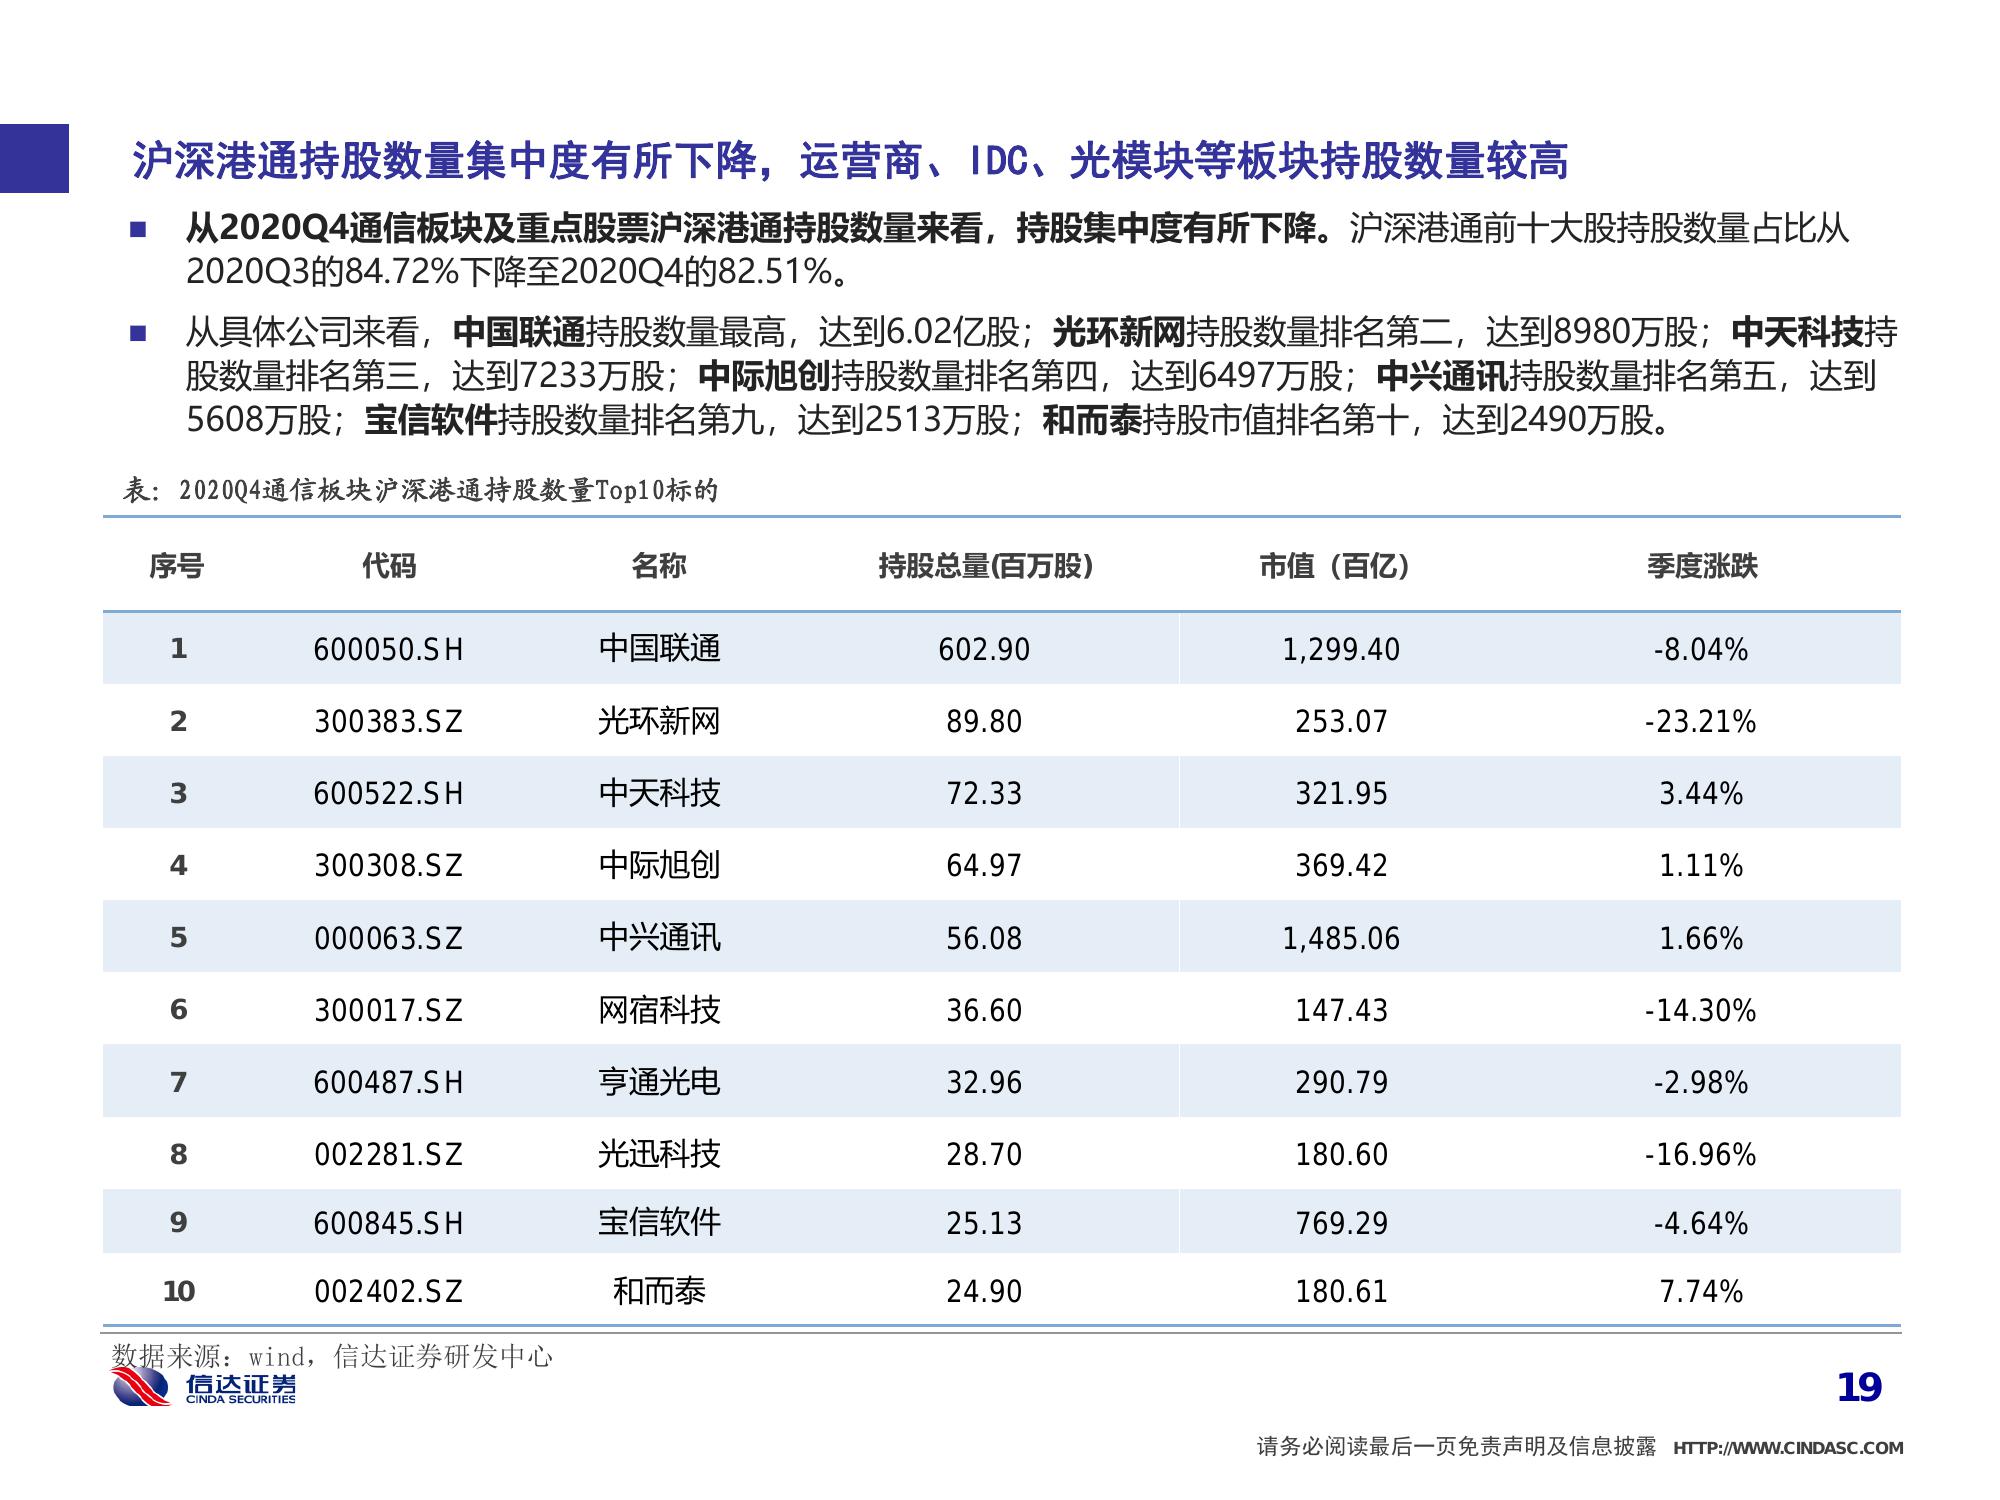 沪深港通持股数量集中度有所下降，运营商、IDC、光模块等板块持股数量较高
■ 从2020Q4通信板块及重点股票沪深港通持股数量来看，持股集中度有所下降。沪深港通前十大股持股数量占比从
2020Q3的84.72%下降至2020Q4的82.51%。
■ 从具体公司来看，中国联通持股数量最高，达到6.02亿股；光环新网持股数量排名第二，达到8980万股；中天科技持
股数量排名第三，达到7233万股；中际旭创持股数量排名第四，达到6497万股；中兴通讯持股数量排名第五，达到
5608万股；宝信软件持股数量排名第九，达到2513万股；和而泰持股市值排名第十，达到2490万股。
表：2020Q4通信板块沪深港通持股数量Top10标的
序号 代码 名称 持股总量(百万股) 市值（百亿） 季度涨跌
1 600050.SH 中国联通 602.90 1,299.40 -8.04%
2 300383.SZ 光环新网 89.80 253.07 -23.21%
3 600522.SH 中天科技 72.33 321.95 3.44%
4 300308.SZ 中际旭创 64.97 369.42 1.11%
5 000063.SZ 中兴通讯 56.08 1,485.06 1.66%
6 300017.SZ 网宿科技 36.60 147.43 -14.30%
7 600487.SH 亨通光电 32.96 290.79 -2.98%
8 002281.SZ 光迅科技 28.70 180.60 -16.96%
9 600845.SH 宝信软件 25.13 769.29 -4.64%
10 002402.SZ 和而泰 24.90 180.61 7.74%
数据来源：wind，信达证券研发中心
信达证券
CINDA SECURITIES
19
请务必阅读最后一页免责声明及信息披露 HTTP://WWW.CINDASC.COM